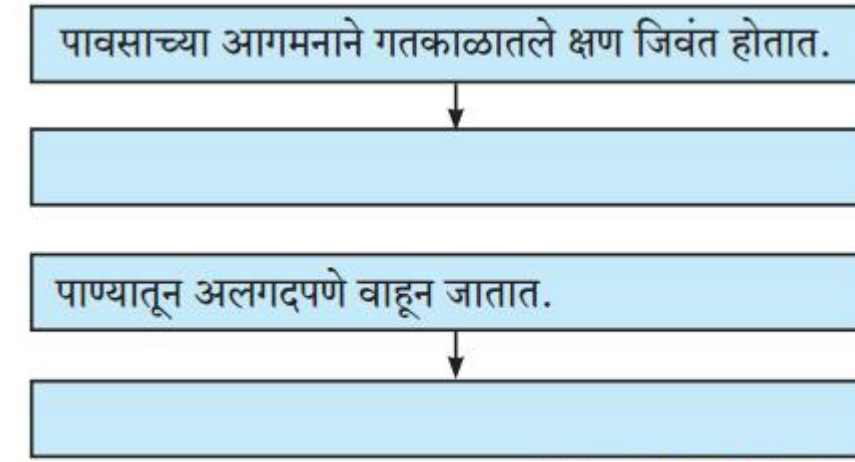 पावसाच्या आगमनाने गतकाळातले क्षण जिवंत होतात.
पाण्यातून अलगदपणे वाहून जातात.